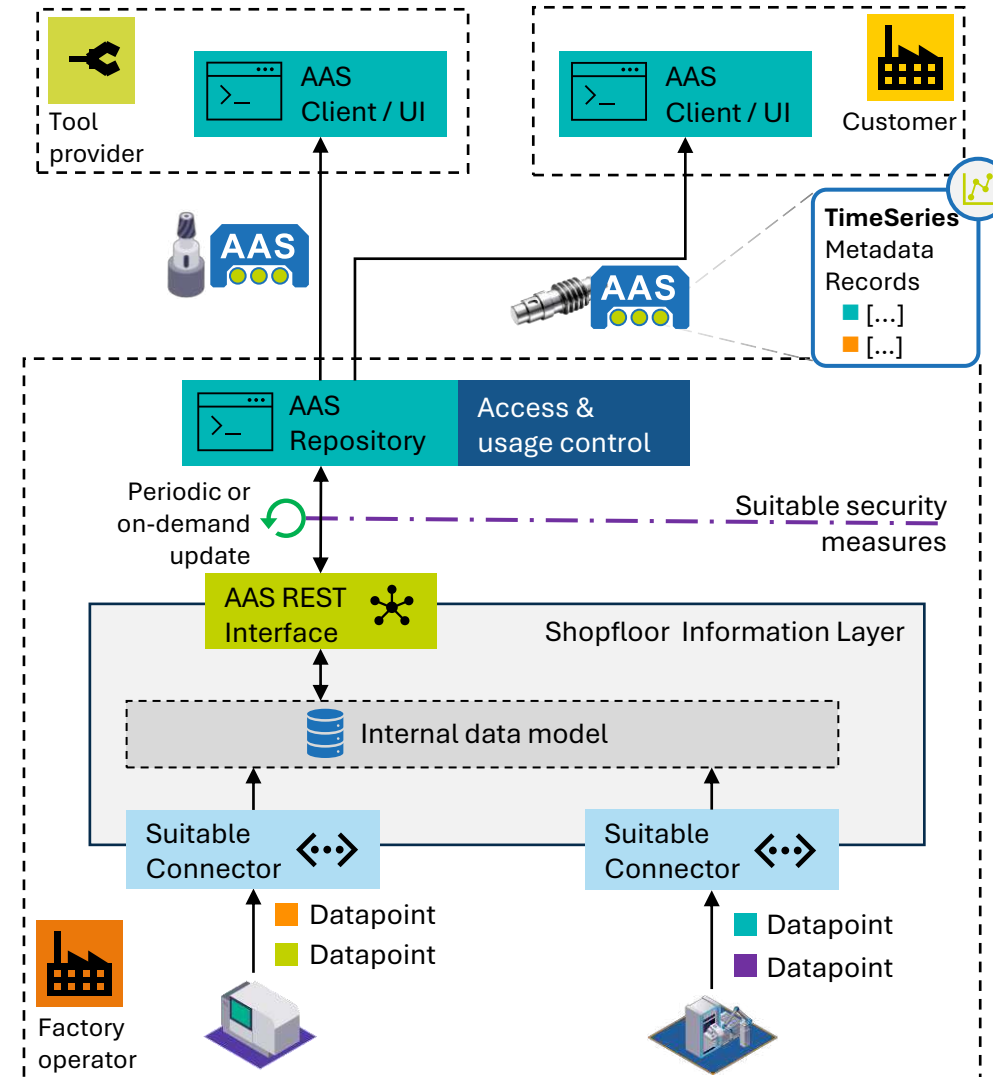 Tool
provider
>_
AAS
Client / UI
>_
AAS
Client / UI
Customer
AAS
AAS
TimeSeries
Metadata
Records
[...]
[...]
>_
AAS
Repository
Access &
usage control
Periodic or
on-demand
update
Suitable security
measures
AAS REST
Interface
Shopfloor Information Layer
Internal data model
Suitable
Connector
Suitable
Connector
Datapoint
Datapoint
Datapoint
Datapoint
Factory
operator